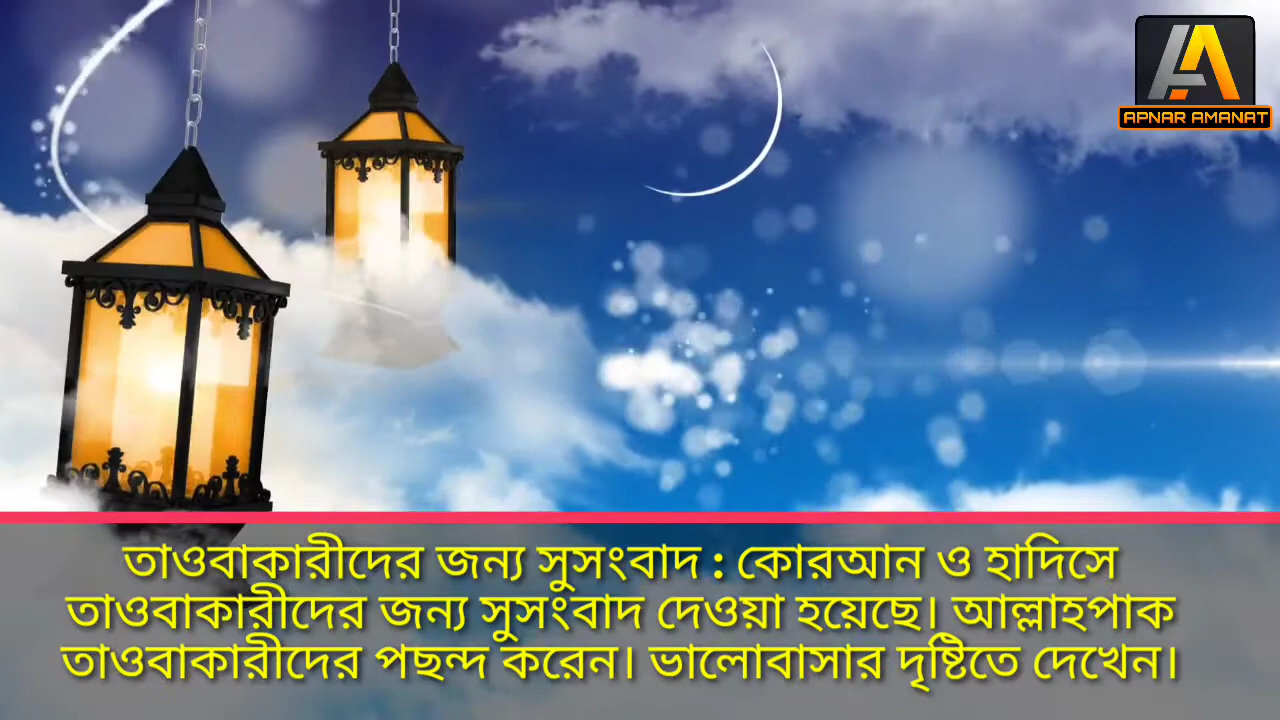 APNAR AMANAT
তাওবাকারীদের জন্য সুসংবাদ : কোরআন ও হাদিসে
তাওবাকারীদের জন্য সুসংবাদ দেওয়া হয়েছে। আল্লাহপাক
তাওবাকারীদের পছন্দ করেন। ভালোবাসার দৃষ্টিতে দেখেন।